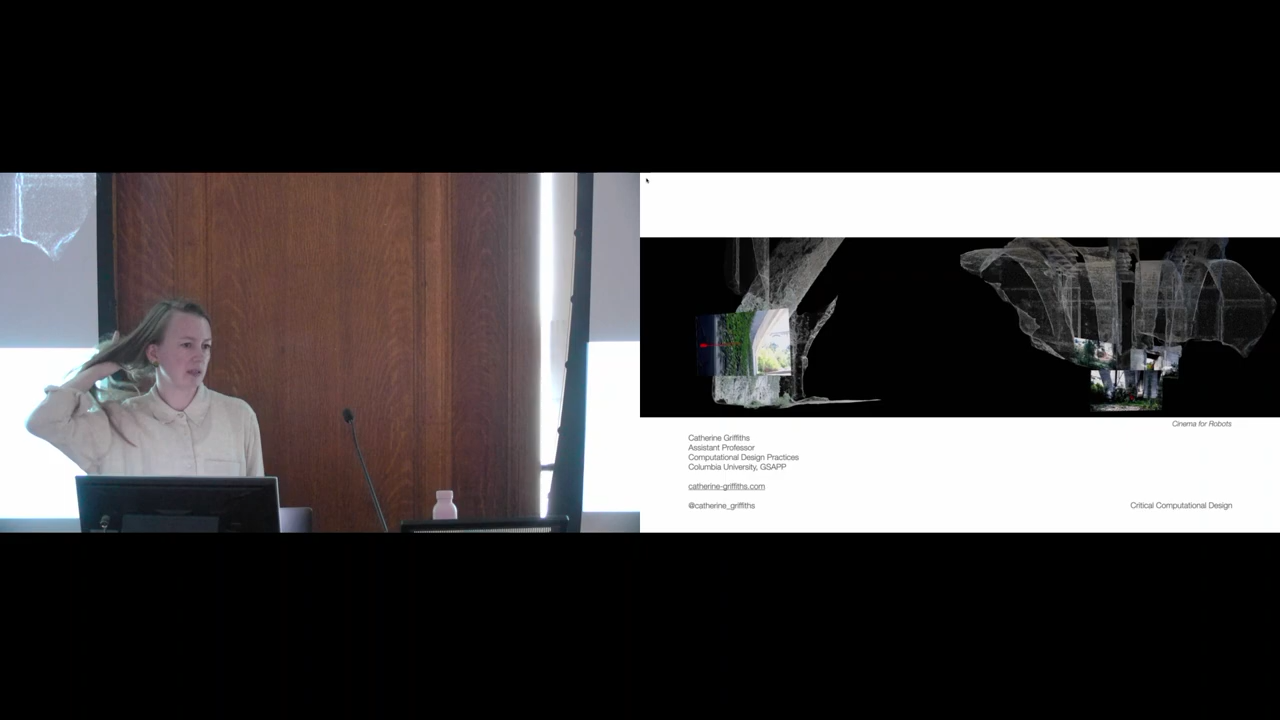 Cinema for Robots
Catherine Griffiths
Assistant Professor
Computational Design Practices
Columbia University, GSAPP
catherine-griffiths.com
@catherine_griffiths
Critical Computational Design